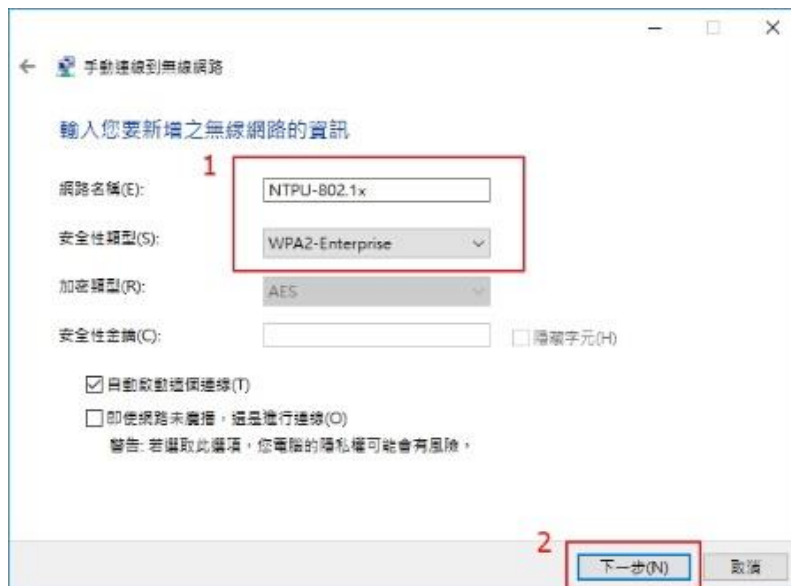 手動連線到無線網路
輸入您要新增之無線網路的資訊
1
網路名稱(E): NTPU-802.1x
安全性類型(S): WPA2-Enterprise
加密類型(R): AES
安全性金鑰(C): 隱藏字元(H)
自動啟動這個連線(T)
即使網路未廣播，還是進行連線(O)
警告: 若選取此選項，您電腦的隱私權可能會有風險。
2
下一步(N) 取消